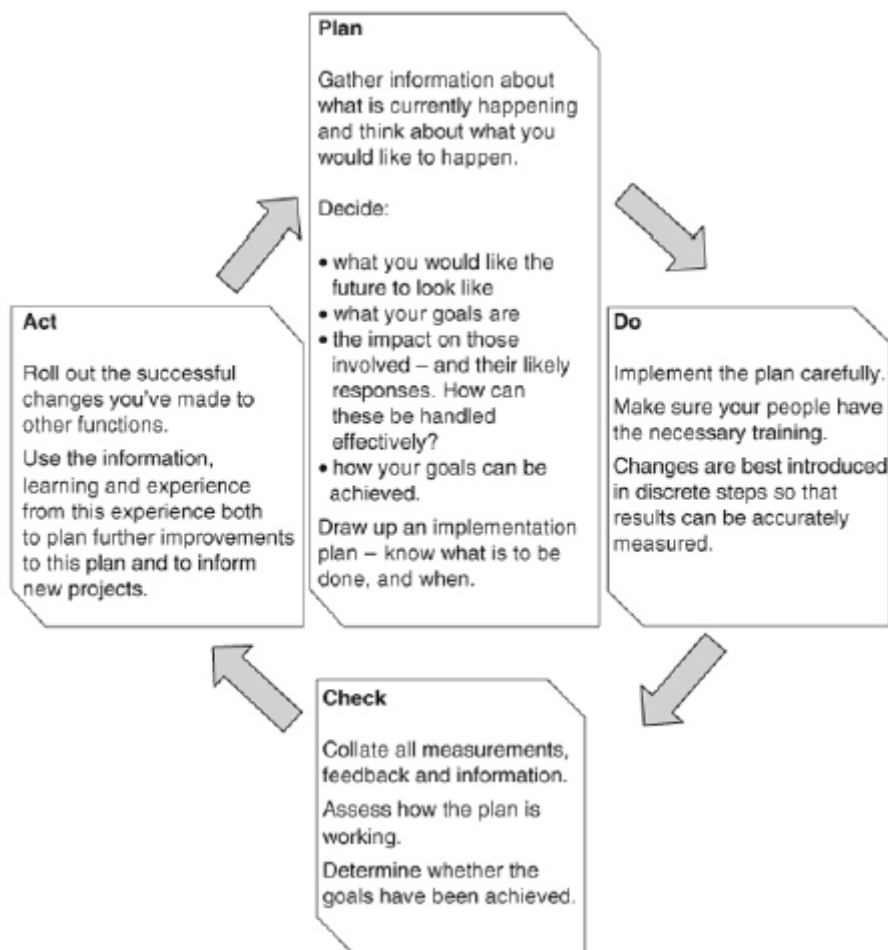 Plan
Gather information about
what is currently happening
and think about what you
would like to happen.
Decide:
• what you would like the
future to look like
• what your goals are
• the impact on those
involved – and their likely
responses. How can
these be handled
effectively?
• how your goals can be
achieved.
Draw up an implementation
plan – know what is to be
done, and when.
Do
Implement the plan carefully.
Make sure your people have
the necessary training.
Changes are best introduced
in discrete steps so that
results can be accurately
measured.
Check
Collate all measurements,
feedback and information.
Assess how the plan is
working.
Determine whether the
goals have been achieved.
Act
Roll out the successful
changes you've made to
other functions.
Use the information,
learning and experience
from this experience both
to plan further improvements
to this plan and to inform
new projects.